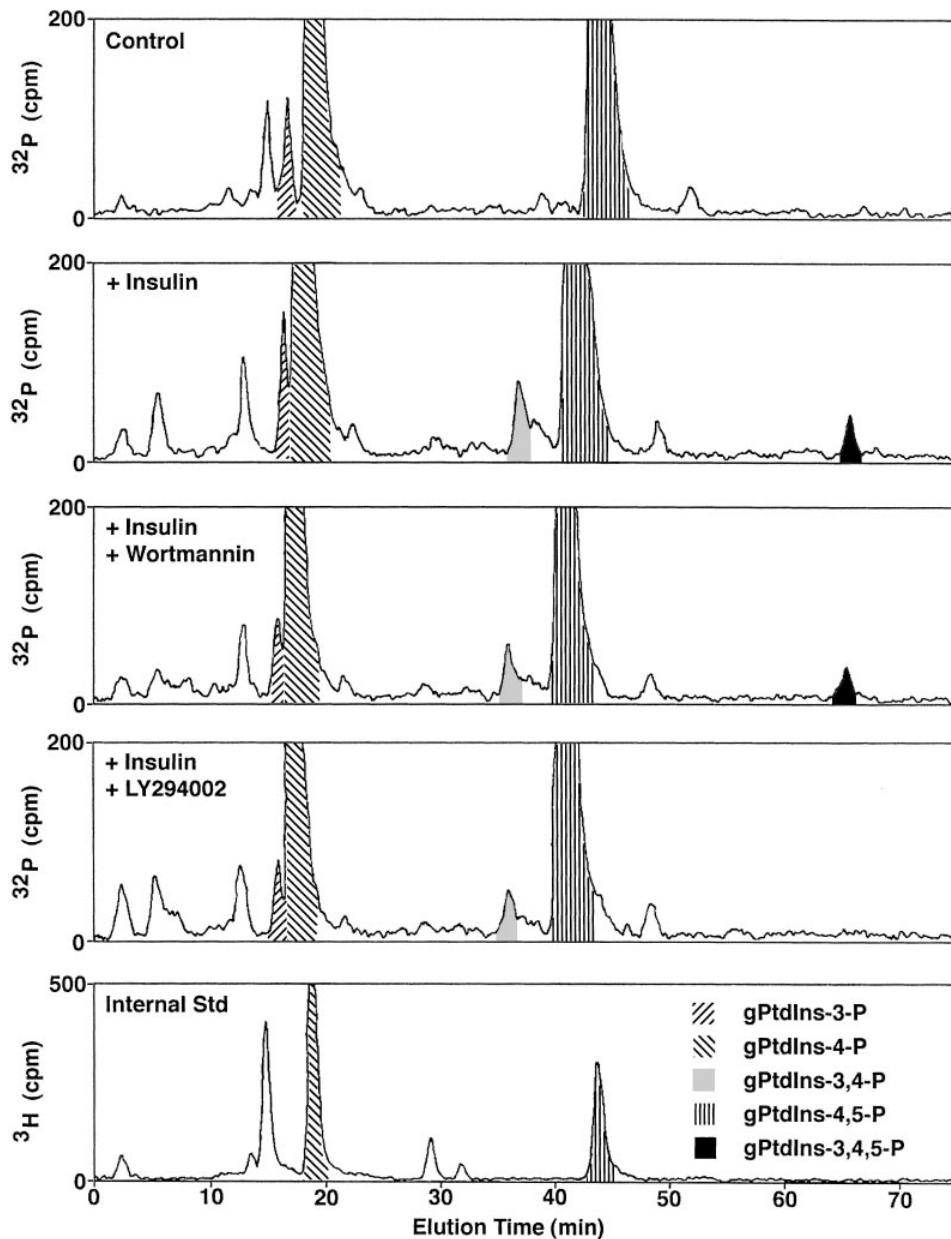 200
Control
32P (cpm)
0
200
+ Insulin
32P (cpm)
0
200
+ Insulin
+ Wortmannin
32P (cpm)
0
200
+ Insulin
+ LY294002
32P (cpm)
0
500
Internal Std
3H (cpm)
0
gPtdIns-3-P
gPtdIns-4-P
gPtdIns-3,4-P
gPtdIns-4,5-P
gPtdIns-3,4,5-P
0 10 20 30 40 50 60 70
Elution Time (min)